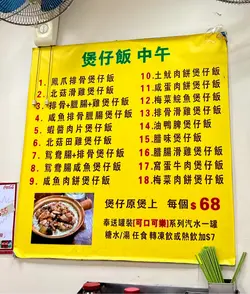 煲仔飯 中午
1. 鳳爪排骨煲仔飯
2. 北菇滑雞煲仔飯
3. 排骨+臘腸+雞煲仔飯
4. 咸魚排骨煲仔飯
5. 蝦醬肉片煲仔飯
6. 北菇田雞煲仔飯
7. 鴛鴦腸+排骨煲仔飯
8. 鴛鴦腸咸魚煲仔飯
9. 咸魚肉餅煲仔飯
10. 土魷肉餅煲仔飯
11. 咸蛋肉餅煲仔飯
12. 梅菜鯇魚煲仔飯
13. 梅菜排骨煲仔飯
14. 油鴨脾煲仔飯
15. 臘味煲仔飯
16. 臘腸滑雞煲仔飯
17. 窩蛋牛肉煲仔飯
18. 梅菜肉餅煲仔飯
煲仔原煲上 每個$68
奉送罐裝(可口可樂)系列汽水一罐
糖水/湯 任食 轉凍飲或熱飲加$7